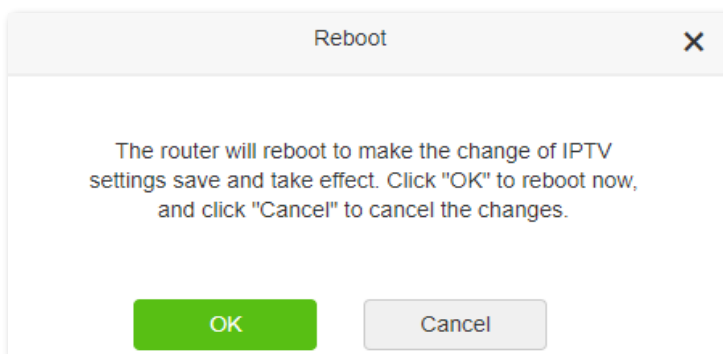 Reboot
The router will reboot to make the change of IPTV
settings save and take effect. Click "OK" to reboot now,
and click "Cancel" to cancel the changes.
OK
Cancel